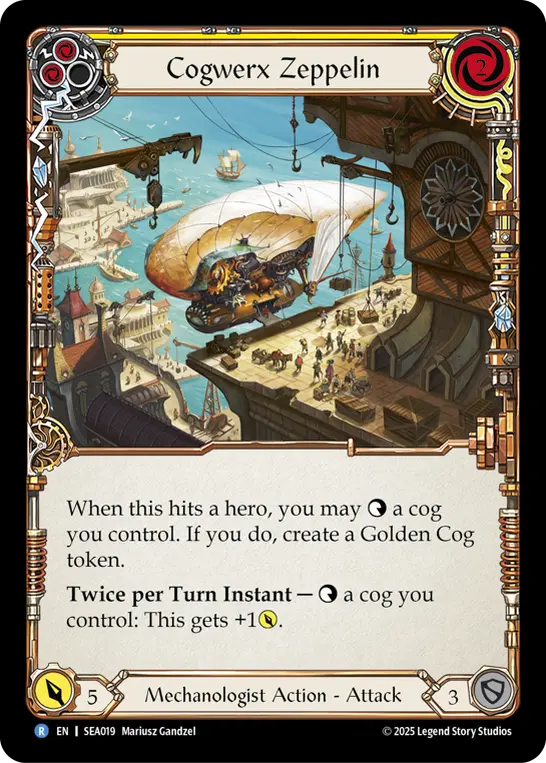 Cogwerx Zeppelin
2
When this hits a hero, you may a cog
you control. If you do, create a Golden Cog
token.
Twice per Turn Instant — a cog you
control: This gets +1.
5
Mechanologist Action - Attack
3
R EN | SEA019 Mariusz Gandzel
© 2025 Legend Story Studios